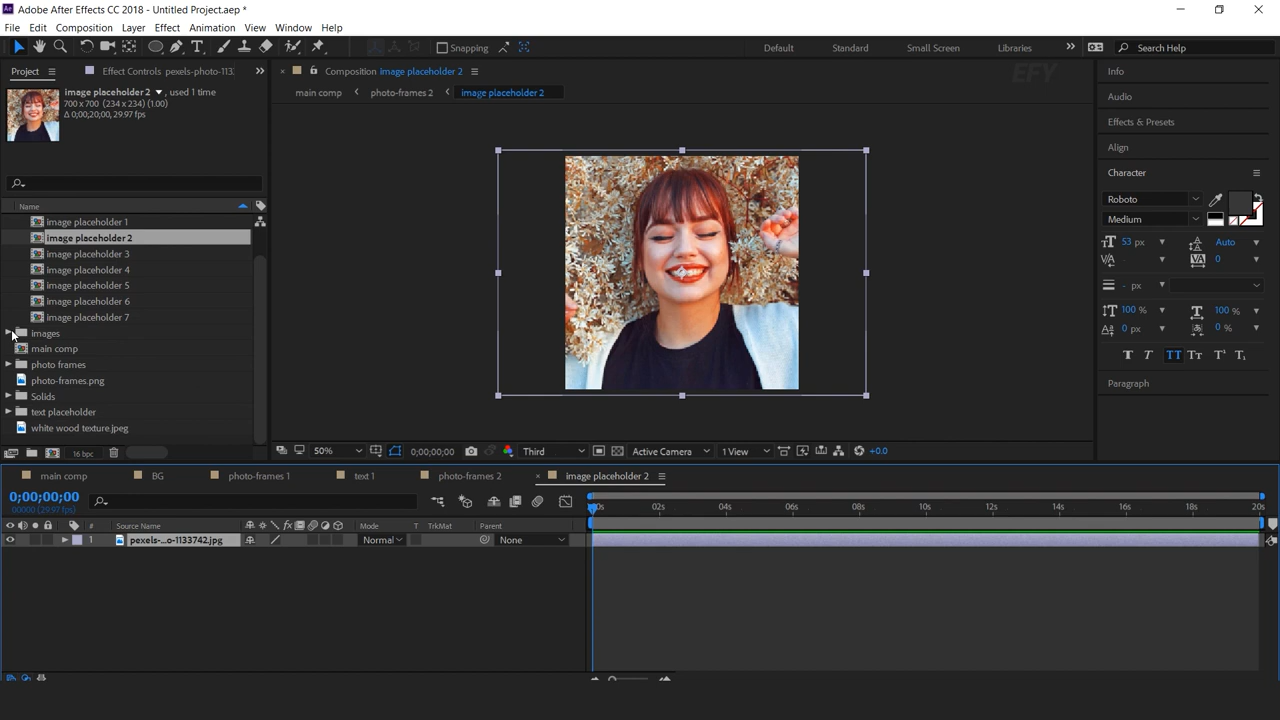 Adobe After Effects CC 2018 - Untitled Project.aep *
File Edit Composition Layer Effect Animation View Window Help
Snapping
Default Standard Small Screen Libraries
Search Help
Project
Effect Controls pexels-photo-113
Composition image placeholder 2
EFY
Info
image placeholder 2 , used 1 time
700 x 700 (234 x 234) (1.00)
Δ 0;00;20;00, 29.97 fps
main comp photo-frames 2 image placeholder 2
Audio
Effects & Presets
Align
Character
Roboto
Medium
53 px Auto
0
- px
100 % 100 %
0 px 0 %
Paragraph
Name
image placeholder 1
image placeholder 2
image placeholder 3
image placeholder 4
image placeholder 5
image placeholder 6
image placeholder 7
images
main comp
photo frames
photo-frames.png
Solids
text placeholder
white wood texture.jpeg
16 bpc
50% 0;00;00;00 Third Active Camera 1 View +0.0
main comp BG photo-frames 1 text 1 photo-frames 2 image placeholder 2
0;00;00;00
00000 (29.97 fps)
02s 04s 06s 08s 10s 12s 14s 16s 18s 20s
# Source Name Mode T TrkMat Parent
1 pexels-...o-1133742.jpg Normal None